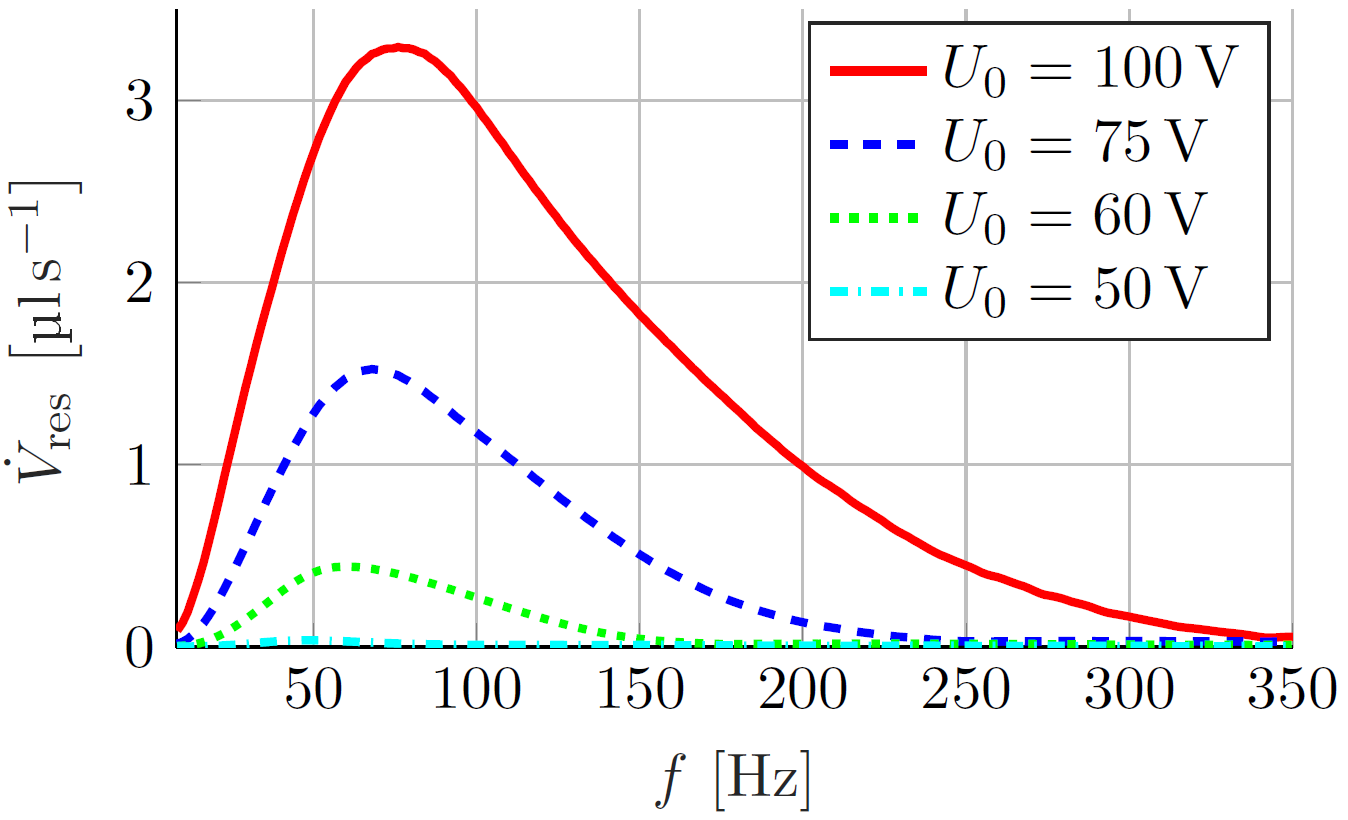 U₀ = 100 V
U₀ = 75 V
U₀ = 60 V
U₀ = 50 V
V̇res [µl s⁻¹]
3
2
1
0
50 100 150 200 250 300 350
f [Hz]